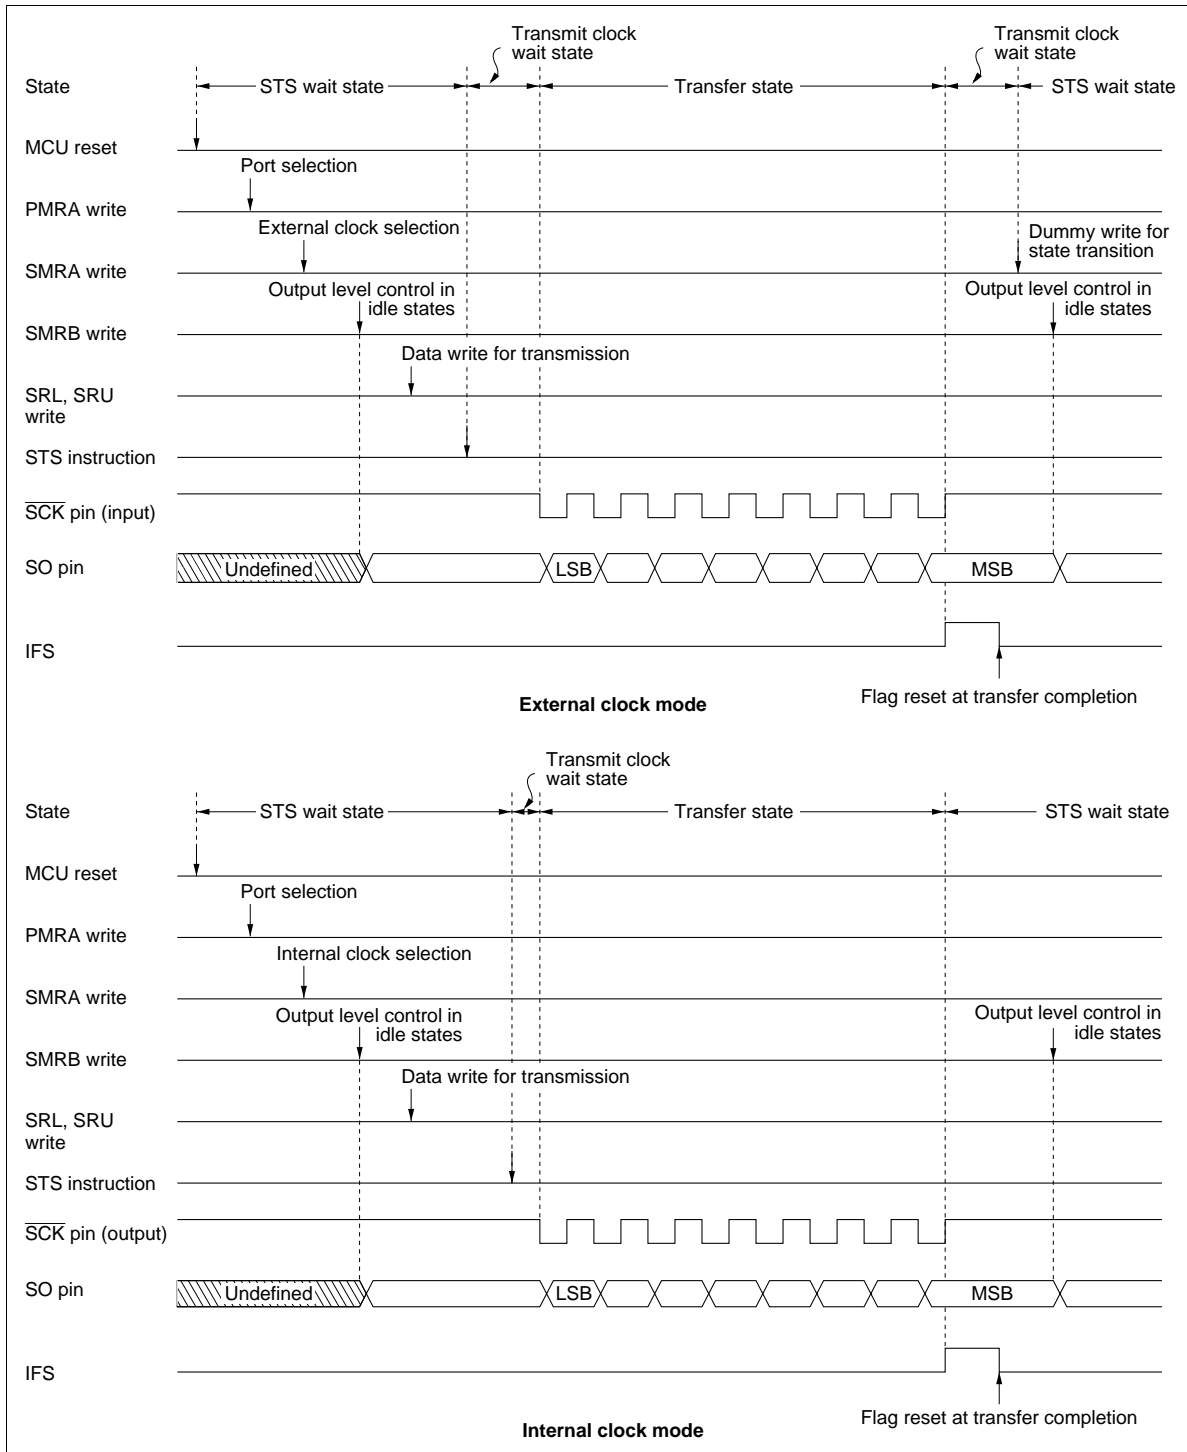 Transmit clock
wait state
Transmit clock
wait state
State
STS wait state
Transfer state
STS wait state
MCU reset
Port selection
PMRA write
External clock selection
Dummy write for
state transition
SMRA write
Output level control in
idle states
Output level control in
idle states
SMRB write
Data write for transmission
SRL, SRU
write
STS instruction
SCK pin (input)
SO pin
Undefined
LSB
MSB
IFS
Flag reset at transfer completion
External clock mode
Transmit clock
wait state
State
STS wait state
Transfer state
STS wait state
MCU reset
Port selection
PMRA write
Internal clock selection
SMRA write
Output level control in
idle states
Output level control in
idle states
SMRB write
Data write for transmission
SRL, SRU
write
STS instruction
SCK pin (output)
SO pin
Undefined
LSB
MSB
IFS
Flag reset at transfer completion
Internal clock mode